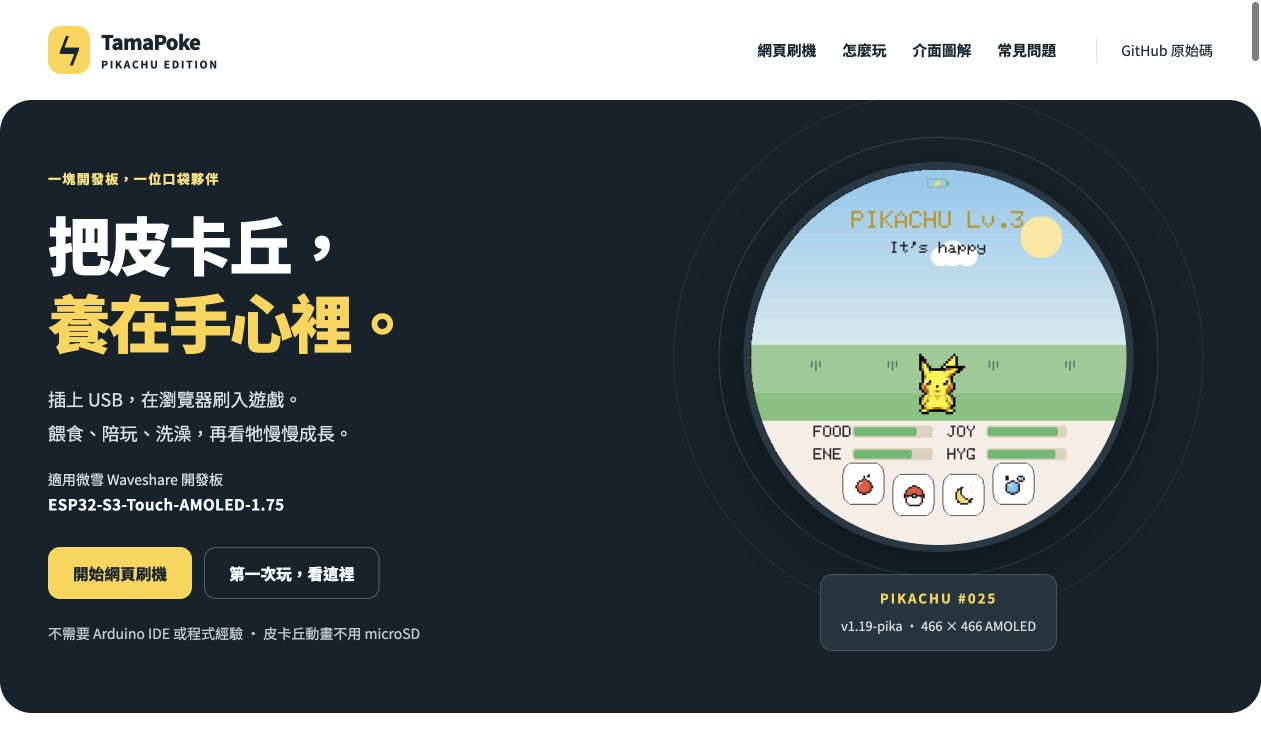 TamaPoke
PIKACHU EDITION
網頁刷機
怎麼玩
介面圖解
常見問題
GitHub 原始碼
一塊開發板，一位口袋夥伴
把皮卡丘，
養在手心裡。
插上 USB，在瀏覽器刷入遊戲。
餵食、陪玩、洗澡，再看牠慢慢成長。
適用微雪 Waveshare 開發板
ESP32-S3-Touch-AMOLED-1.75
開始網頁刷機
第一次玩，看這裡
不需要 Arduino IDE 或程式經驗 · 皮卡丘動畫不用 microSD
PIKACHU Lv.3
It's happy
FOOD
JOY
ENE
HYG
PIKACHU #025
v1.19-pika · 466 × 466 AMOLED